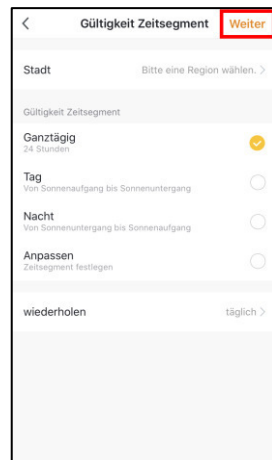 Gültigkeit Zeitsegment Weiter
Stadt Bitte eine Region wählen. >
Gültigkeit Zeitsegment
Ganztägig
24 Stunden
Tag
Von Sonnenaufgang bis Sonnenuntergang
Nacht
Von Sonnenuntergang bis Sonnenaufgang
Anpassen
Zeitsegment festlegen
wiederholen täglich >